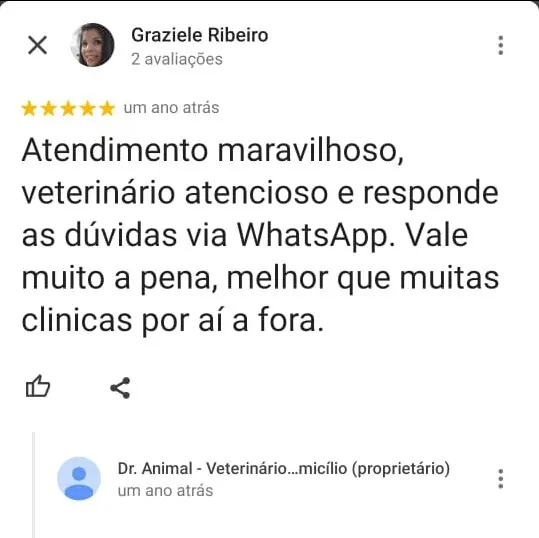 Graziele Ribeiro
2 avaliações
um ano atrás
Atendimento maravilhoso,
veterinário atencioso e responde
as dúvidas via WhatsApp. Vale
muito a pena, melhor que muitas
clinicas por aí a fora.
Dr. Animal - Veterinário...micílio (proprietário)
um ano atrás